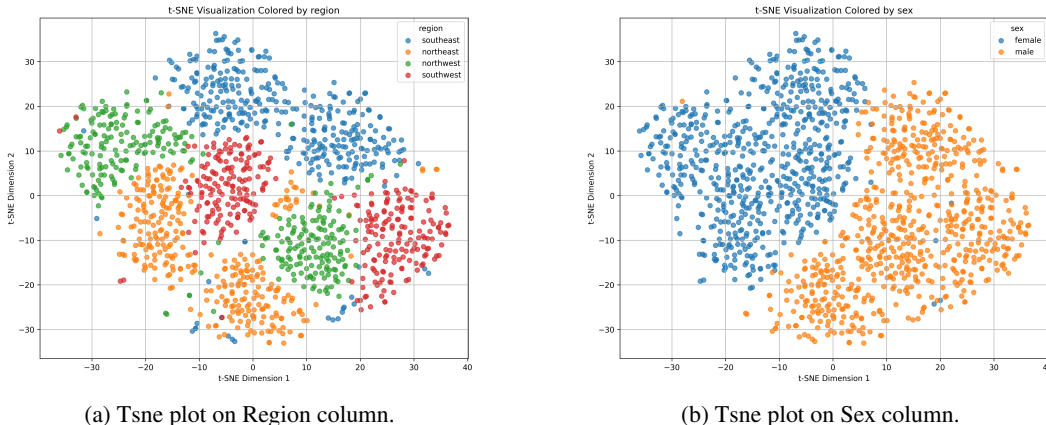 t-SNE Visualization Colored by region
t-SNE Dimension 2
30
20
10
0
−10
−20
−30
region
southeast
northeast
northwest
southwest
−30 −20 −10 0 10 20 30 40
t-SNE Dimension 1
(a) Tsne plot on Region column.
t-SNE Visualization Colored by sex
t-SNE Dimension 2
30
20
10
0
−10
−20
−30
sex
female
male
−30 −20 −10 0 10 20 30 40
t-SNE Dimension 1
(b) Tsne plot on Sex column.